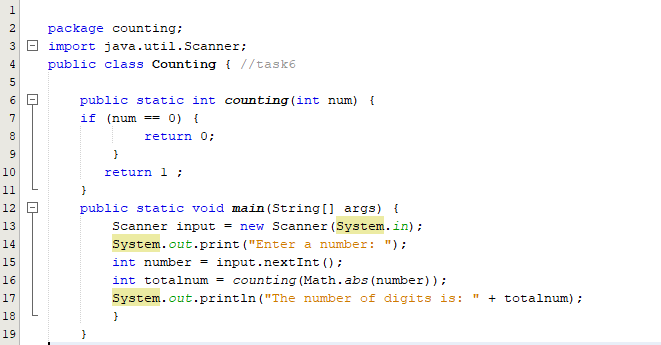 1
2 package counting;
3 import java.util.Scanner;
4 public class Counting { //task6
5
6 public static int counting(int num) {
7 if (num == 0) {
8 return 0;
9 }
10 return 1 ;
11 }
12 public static void main(String[] args) {
13 Scanner input = new Scanner(System.in);
14 System.out.print("Enter a number: ");
15 int number = input.nextInt();
16 int totalnum = counting(Math.abs(number));
17 System.out.println("The number of digits is: " + totalnum);
18 }
19 }